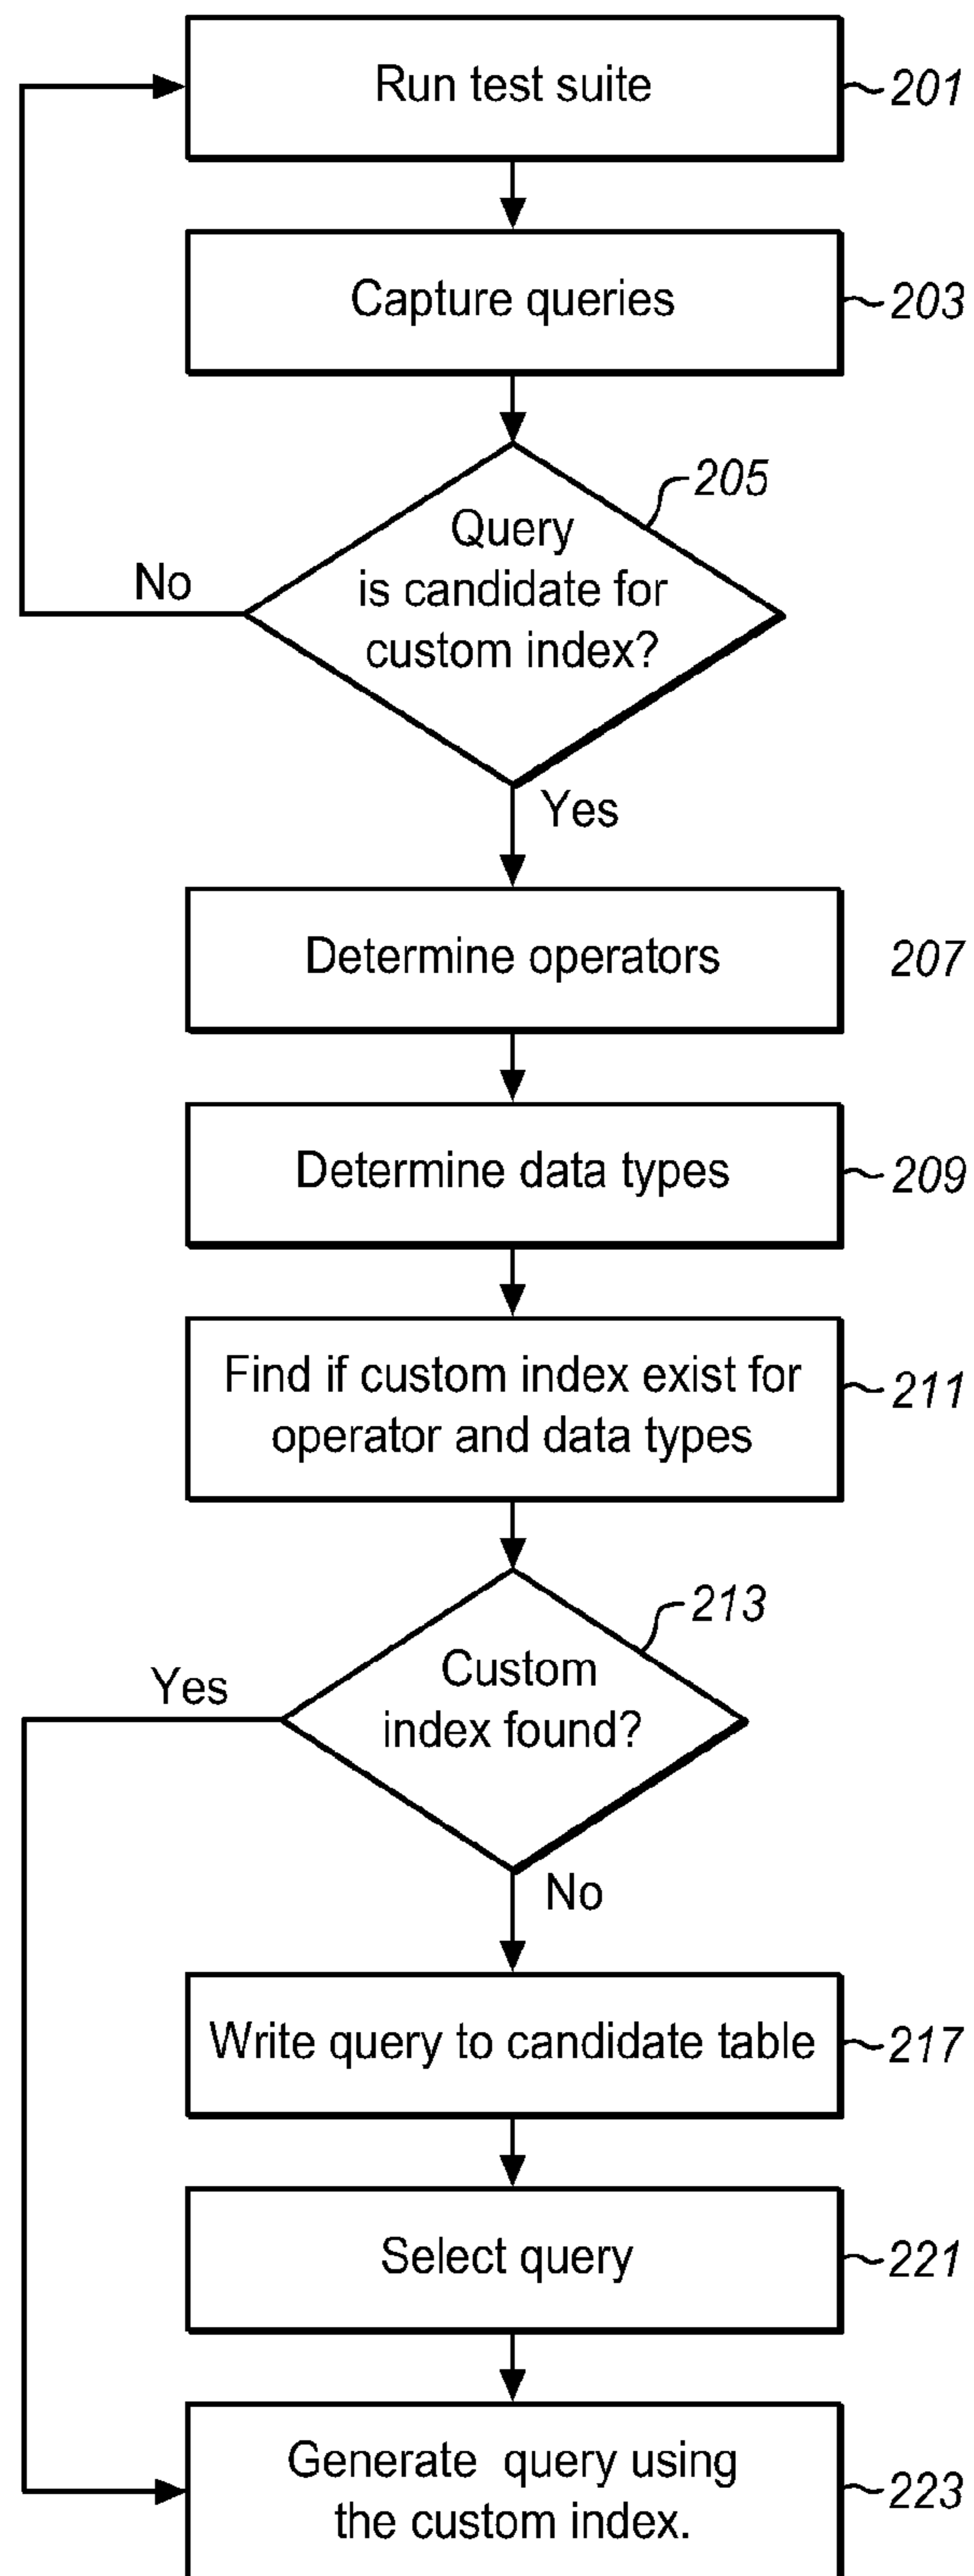 Run test suite
201
Capture queries
203
205
Query
is candidate for
custom index?
No
Yes
Determine operators
207
Determine data types
209
Find if custom index exist for
operator and data types
211
213
Custom
index found?
Yes
No
Write query to candidate table
217
Select query
221
Generate query using
the custom index.
223